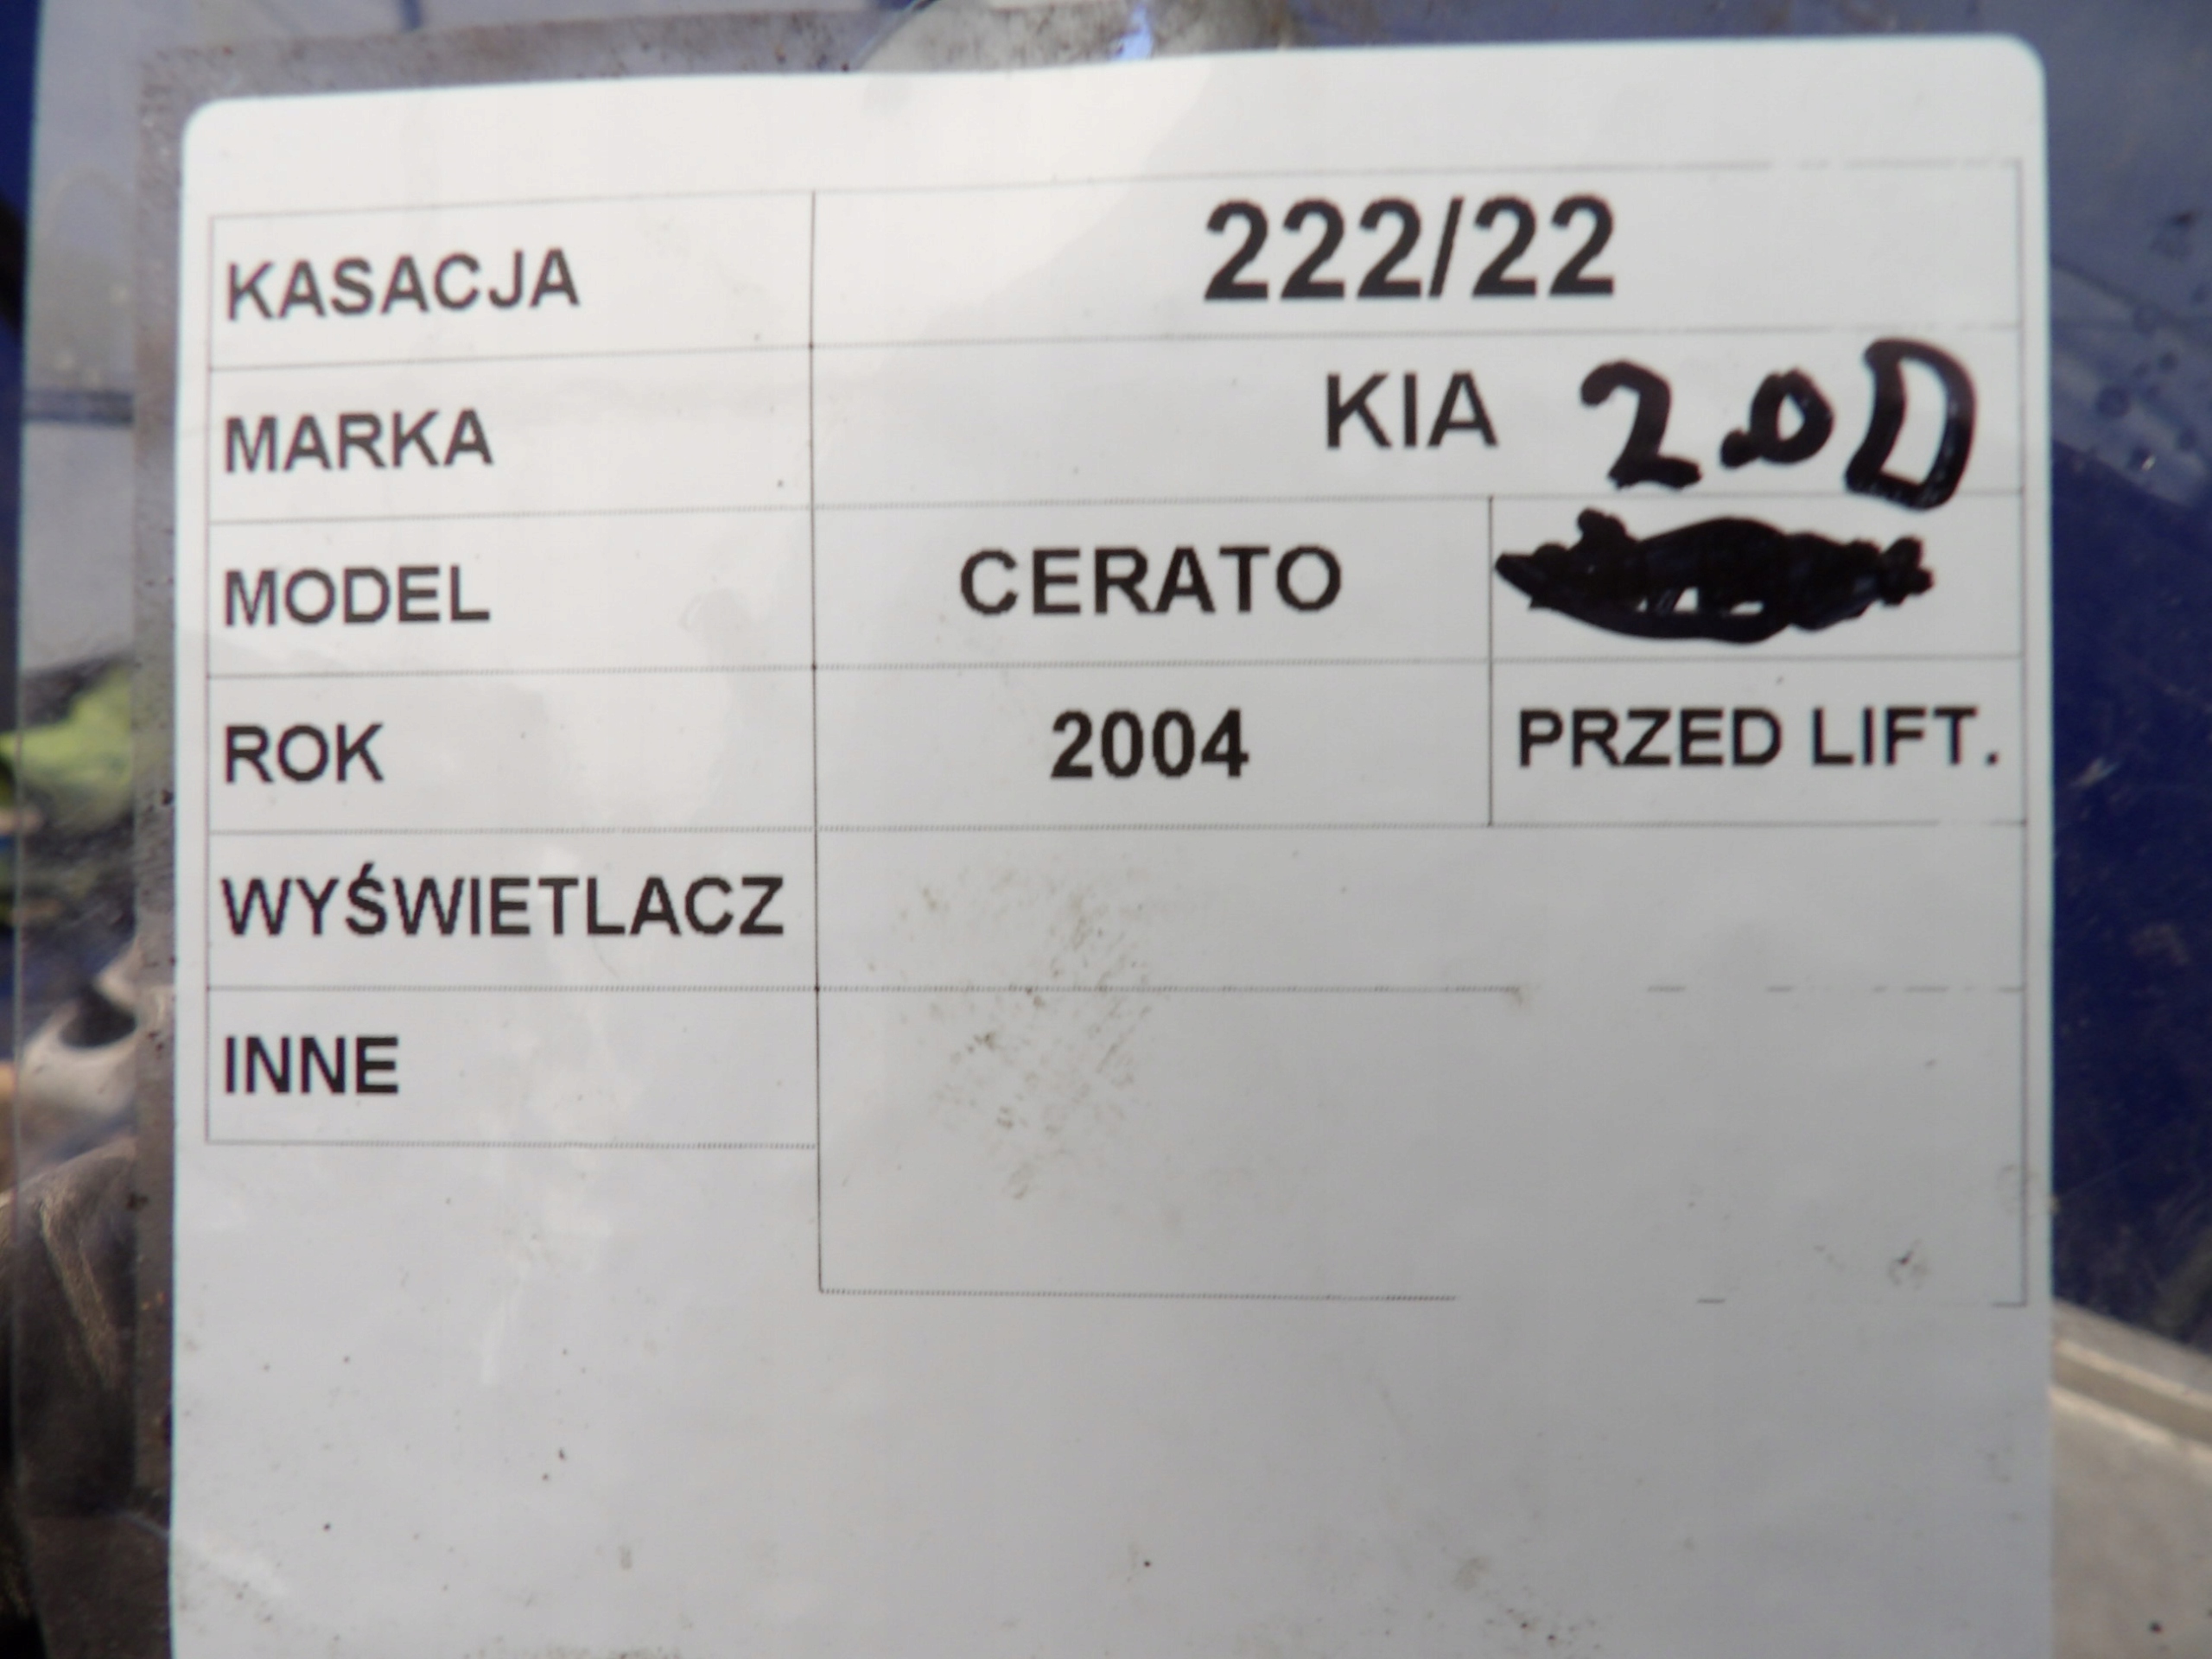 KASACJA 222/22
MARKA KIA 2.0D
MODEL CERATO
ROK 2004 PRZED LIFT.
WYŚWIETLACZ
INNE